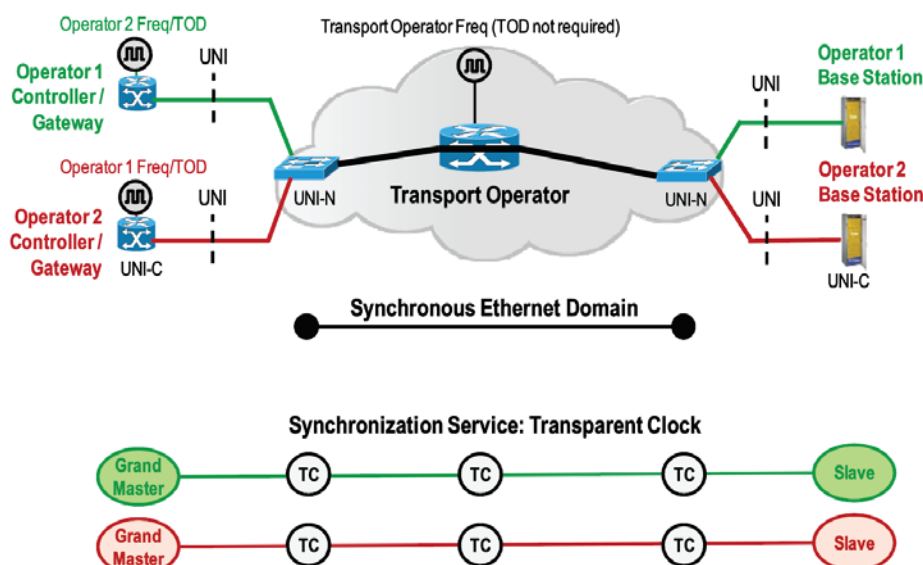 Operator 2 Freq/TOD
Transport Operator Freq (TOD not required)
UNI
Operator 1
Controller /
Gateway
Operator 1
Base Station
UNI
Operator 1 Freq/TOD
UNI
UNI-N
Transport Operator
UNI-N
UNI
Operator 2
Base Station
Operator 2
Controller /
Gateway
UNI-C
UNI-C
Synchronous Ethernet Domain
Synchronization Service: Transparent Clock
Grand
Master
TC
TC
TC
Slave
Grand
Master
TC
TC
TC
Slave